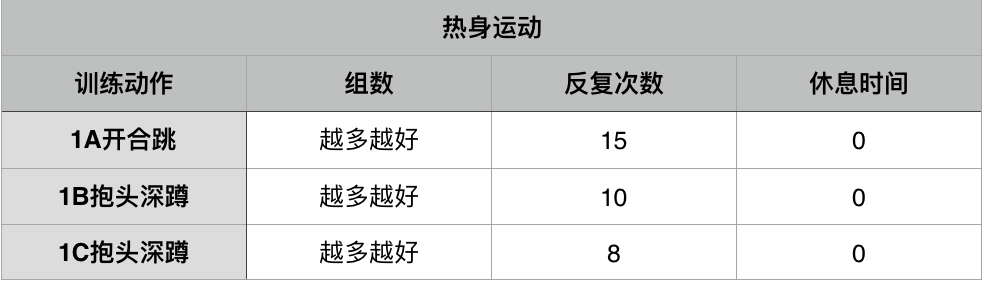 热身运动
训练动作 组数 反复次数 休息时间
1A开合跳 越多越好 15 0
1B抱头深蹲 越多越好 10 0
1C抱头深蹲 越多越好 8 0